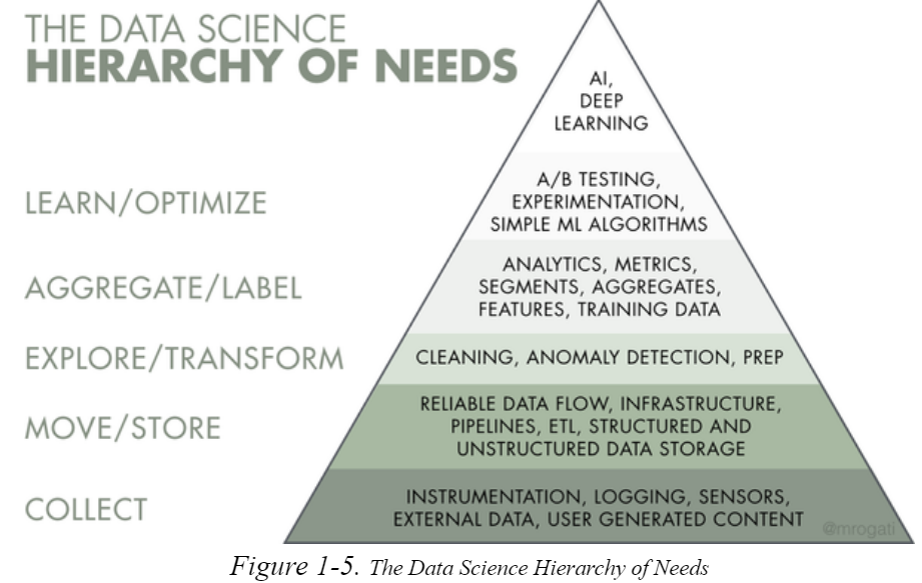 THE DATA SCIENCE
HIERARCHY OF NEEDS
AI,
DEEP
LEARNING
LEARN/OPTIMIZE
A/B TESTING,
EXPERIMENTATION,
SIMPLE ML ALGORITHMS
AGGREGATE/LABEL
ANALYTICS, METRICS,
SEGMENTS, AGGREGATES,
FEATURES, TRAINING DATA
EXPLORE/TRANSFORM
CLEANING, ANOMALY DETECTION, PREP
MOVE/STORE
RELIABLE DATA FLOW, INFRASTRUCTURE,
PIPELINES, ETL, STRUCTURED AND
UNSTRUCTURED DATA STORAGE
COLLECT
INSTRUMENTATION, LOGGING, SENSORS,
EXTERNAL DATA, USER GENERATED CONTENT
@mrogati
Figure 1-5. The Data Science Hierarchy of Needs